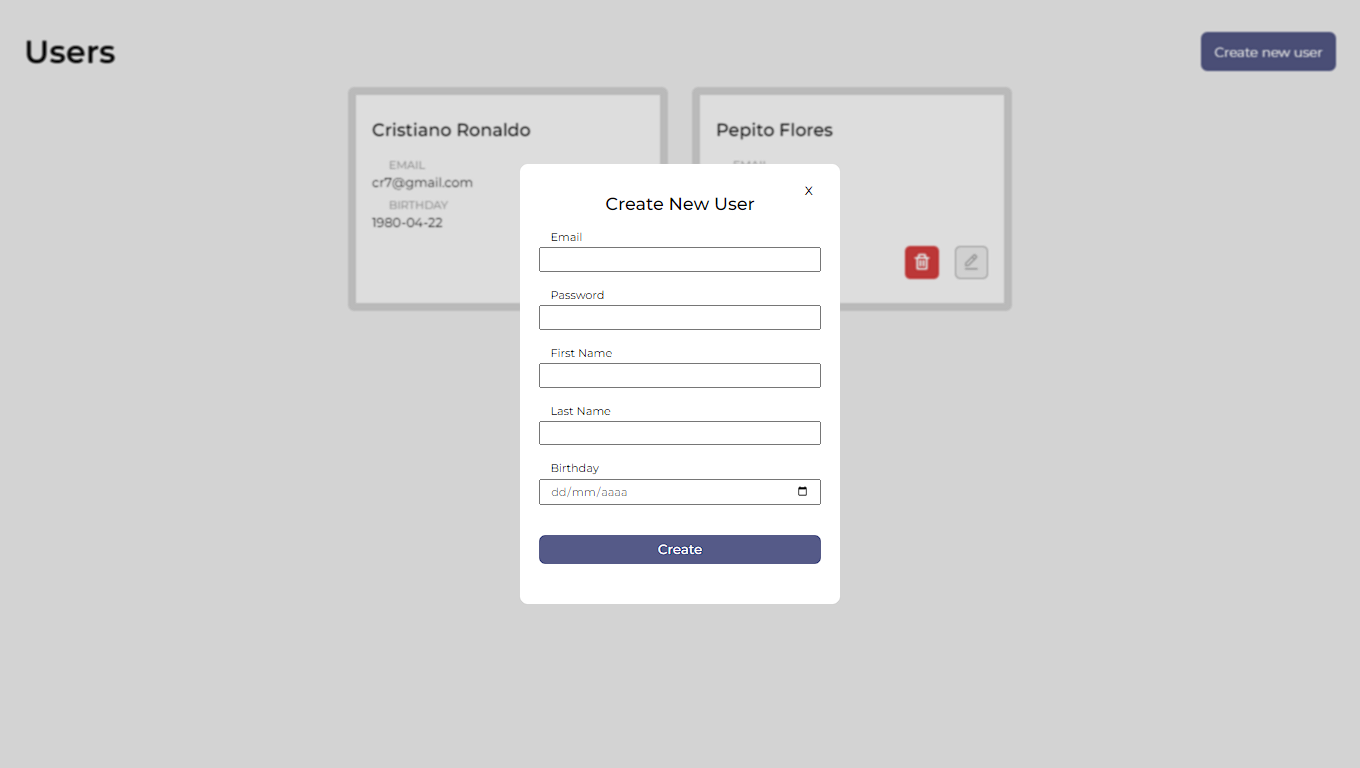 Users
Create new user
Cristiano Ronaldo
EMAIL
cr7@gmail.com
BIRTHDAY
1980-04-22
Pepito Flores
EMAIL
X
Create New User
Email
Password
First Name
Last Name
Birthday
dd/mm/aaaa
Create